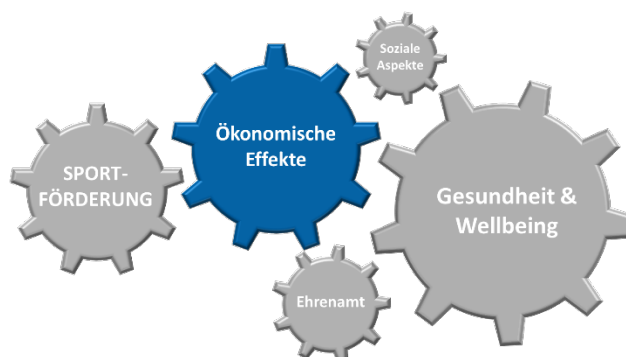 Soziale
Aspekte
Ökonomische
Effekte
SPORT-
FÖRDERUNG
Gesundheit &
Wellbeing
Ehrenamt